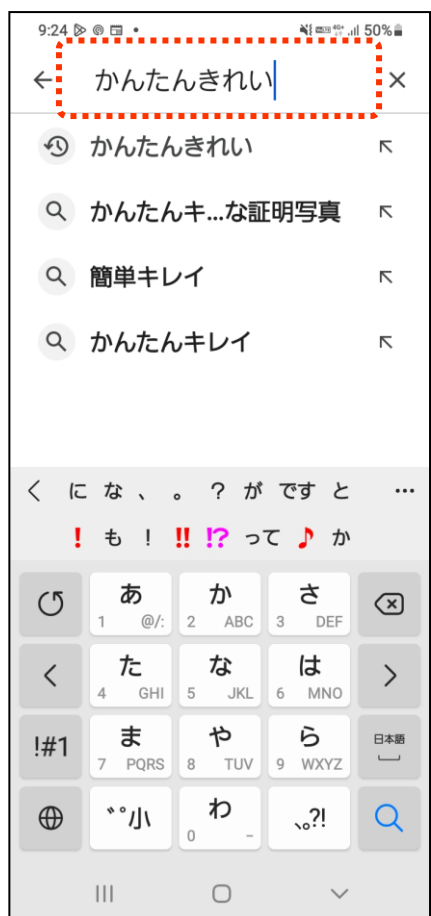 9:24 50%
かんたんきれい
かんたんきれい
かんたんキ...な証明写真
簡単キレイ
かんたんキレイ
に な 、 。 ? が です と ...
! も ! !! !? って ♪ か
あ か さ
1 @/: 2 ABC 3 DEF
た な は
4 GHI 5 JKL 6 MNO
!#1 ま や ら 日本語
7 PQRS 8 TUV 9 WXYZ
゛゜小 わ 、。?!
0 _